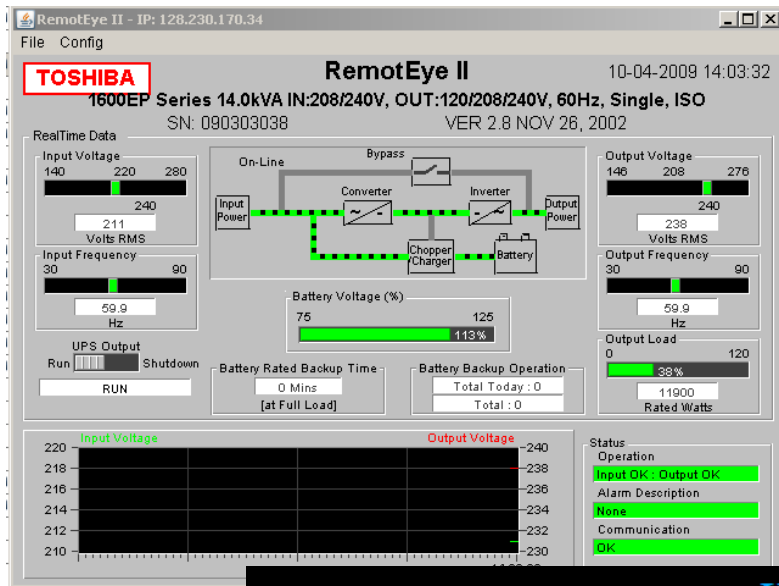 RemotEye II - IP: 128.230.170.34
File Config
TOSHIBA
RemotEye II
10-04-2009 14:03:32
1600EP Series 14.0kVA IN:208/240V, OUT:120/208/240V, 60Hz, Single, ISO
SN: 090303038
VER 2.8 NOV 26, 2002
RealTime Data
Input Voltage
140 220 280
240
211
Volts RMS
Input Frequency
30 90
59.9
Hz
UPS Output
Run Shutdown
RUN
On-Line
Bypass
Converter
Inverter
Input Power
Output Power
Chopper Charger
Battery
Battery Voltage (%)
75 125
113%
Battery Rated Backup Time
0 Mins
[at Full Load]
Battery Backup Operation
Total Today : 0
Total : 0
Output Voltage
146 208 276
240
238
Volts RMS
Output Frequency
30 90
59.9
Hz
Output Load
0 120
38%
11900
Rated Watts
Input Voltage
Output Voltage
220 240
218 238
216 236
214 234
212 232
210 230
Status
Operation
Input OK : Output OK
Alarm Description
None
Communication
OK